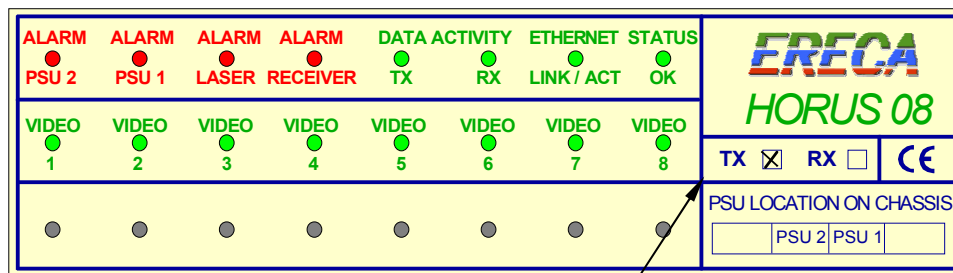 ALARM ALARM ALARM ALARM DATA ACTIVITY ETHERNET STATUS
PSU 2 PSU 1 LASER RECEIVER TX RX LINK / ACT OK
ERECA
HORUS 08
VIDEO VIDEO VIDEO VIDEO VIDEO VIDEO VIDEO VIDEO
1 2 3 4 5 6 7 8
TX RX CE
PSU LOCATION ON CHASSIS
PSU 2 PSU 1